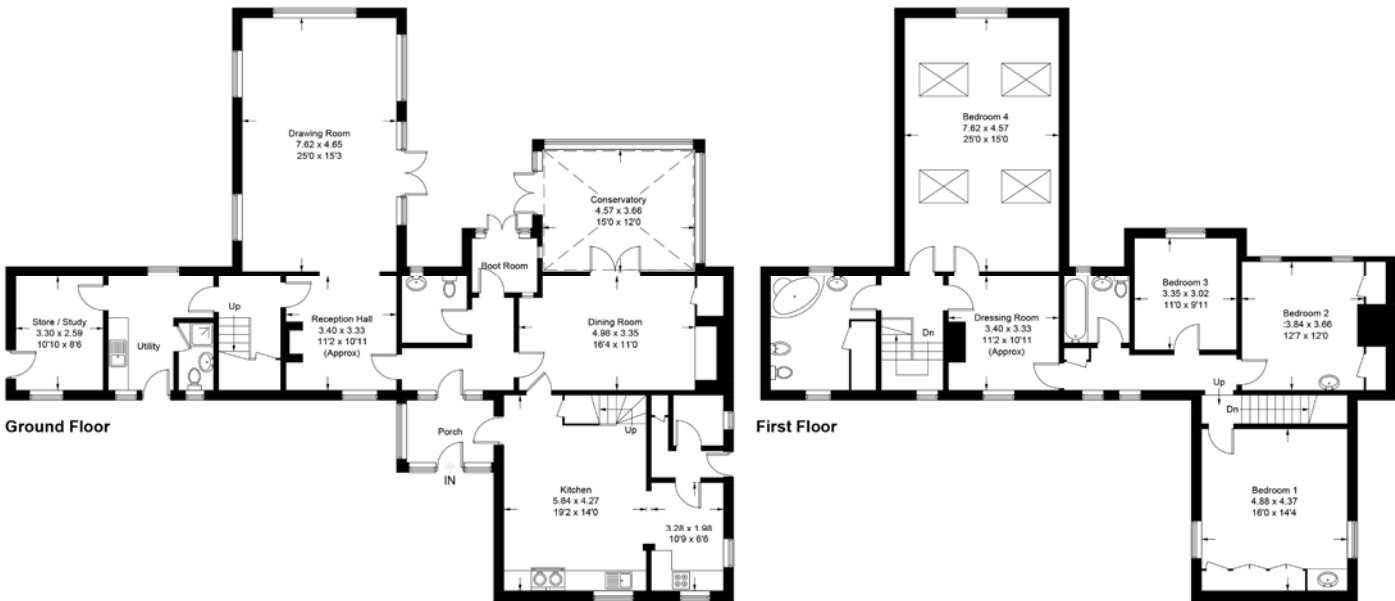 Drawing Room
7.62 x 4.65
25'0 x 15'3
Conservatory
4.57 x 3.66
15'0 x 12'0
Boot Room
Store / Study
3.30 x 2.59
10'10 x 8'6
Utility
Up
Reception Hall
3.40 x 3.33
11'2 x 10'11
(Approx)
Dining Room
4.98 x 3.35
16'4 x 11'0
Ground Floor
Porch
IN
Up
Kitchen
5.84 x 4.27
19'2 x 14'0
3.28 x 1.98
10'9 x 6'6
Bedroom 4
7.62 x 4.57
25'0 x 15'0
Bedroom 3
3.35 x 3.02
11'0 x 9'11
Dressing Room
3.40 x 3.33
11'2 x 10'11
(Approx)
Dn
Bedroom 2
:3.84 x 3.66
12'7 x 12'0
First Floor
Up
Dn
Bedroom 1
4.88 x 4.37
16'0 x 14'4